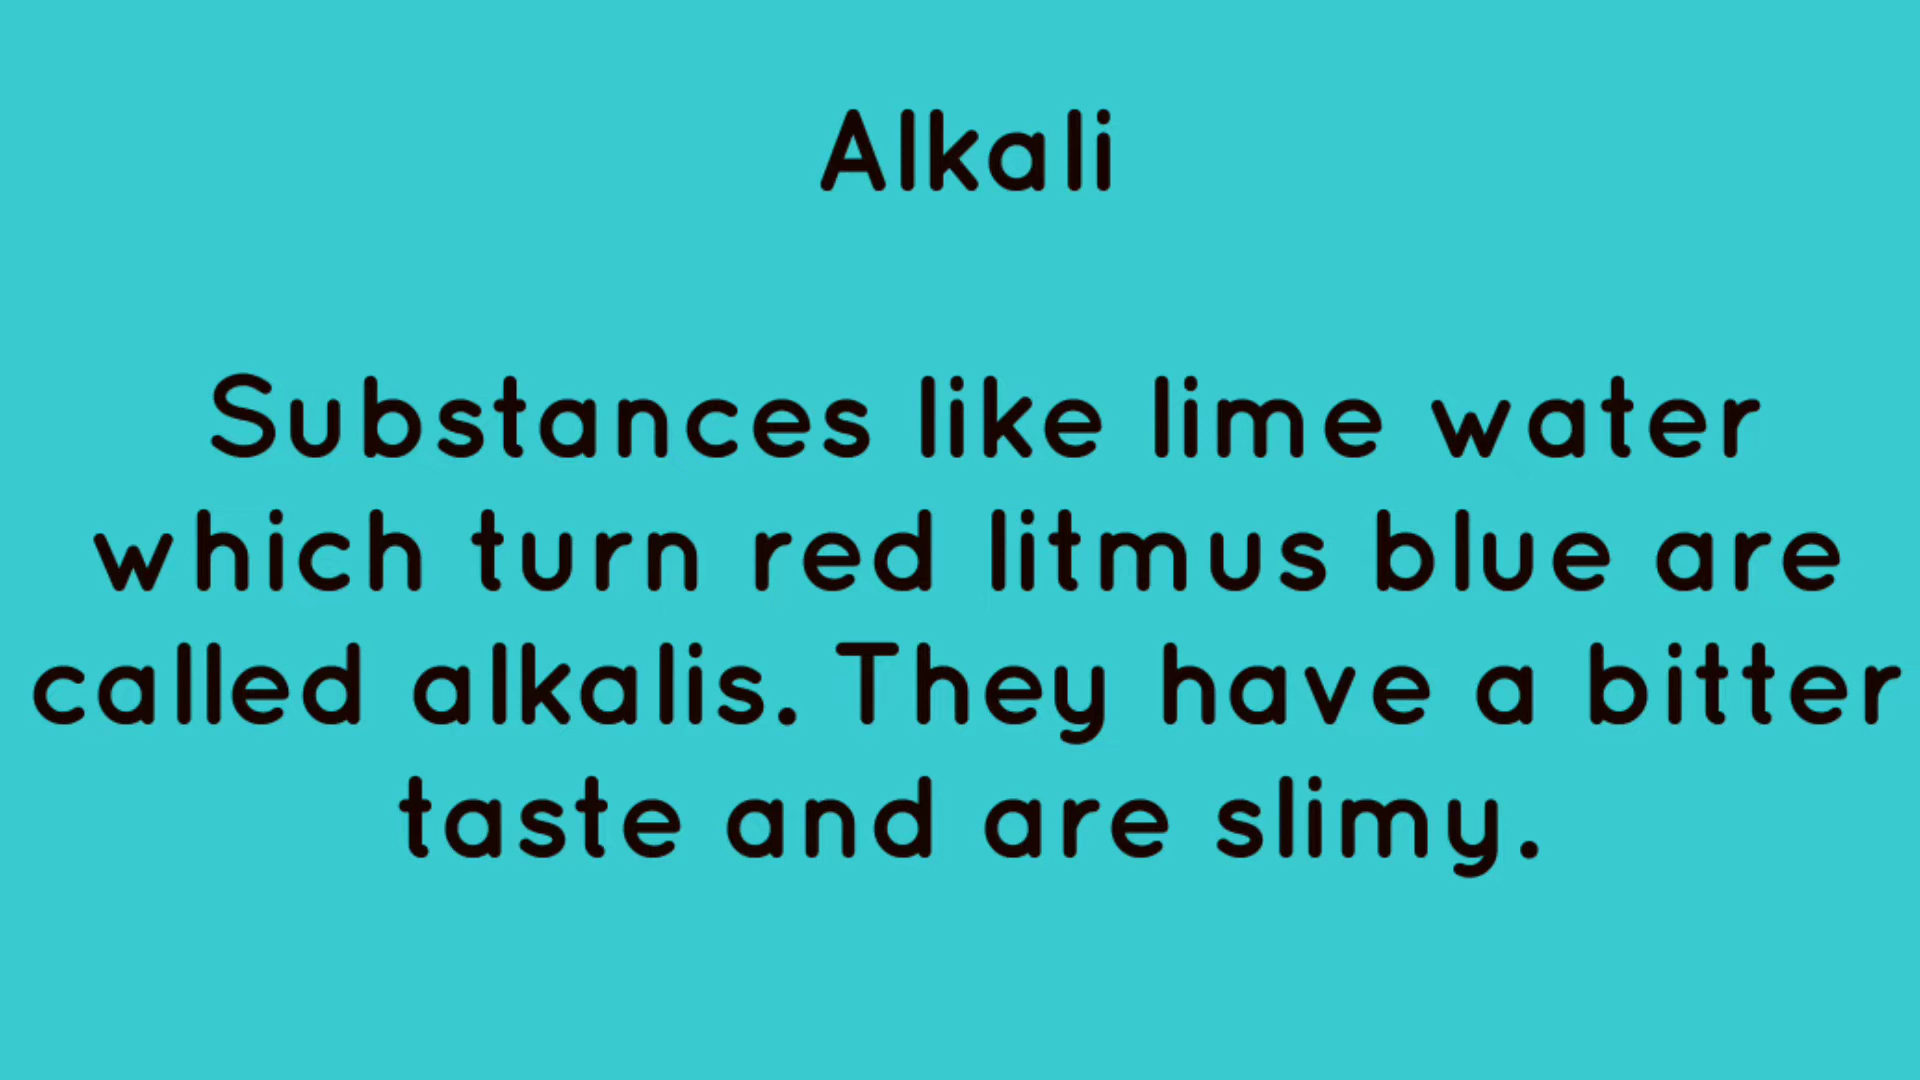 Alkali
Substances like lime water
which turn red litmus blue are
called alkalis. They have a bitter
taste and are slimy.